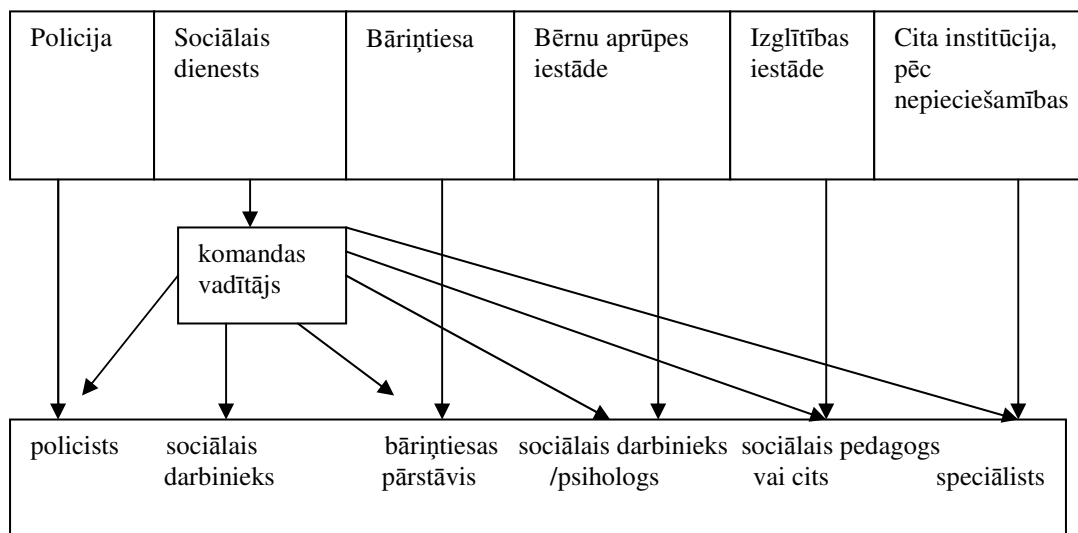 Policija
Sociālais
dienests
Bāriņtiesa
Bērnu aprūpes
iestāde
Izglītības
iestāde
Cita institūcija,
pēc
nepieciešamības
komandas
vadītājs
policists
sociālais
darbinieks
bāriņtiesas
pārstāvis
sociālais darbinieks
/psihologs
sociālais pedagogs
vai cits
speciālists